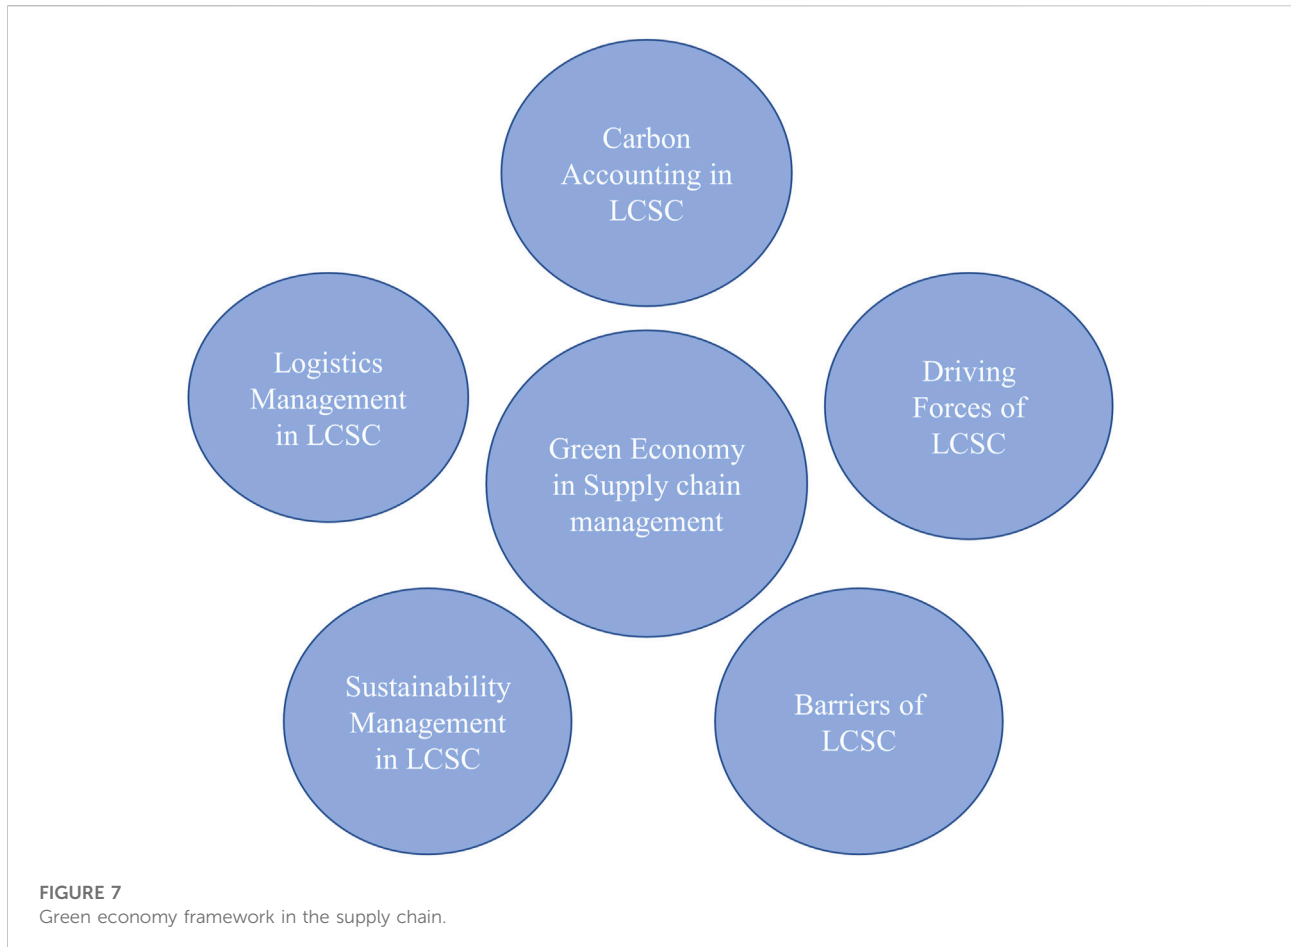 Carbon
Accounting in
LCSC
Logistics
Management
in LCSC
Driving
Forces of
LCSC
Green Economy
in Supply chain
management
Sustainability
Management
in LCSC
Barriers of
LCSC
FIGURE 7
Green economy framework in the supply chain.